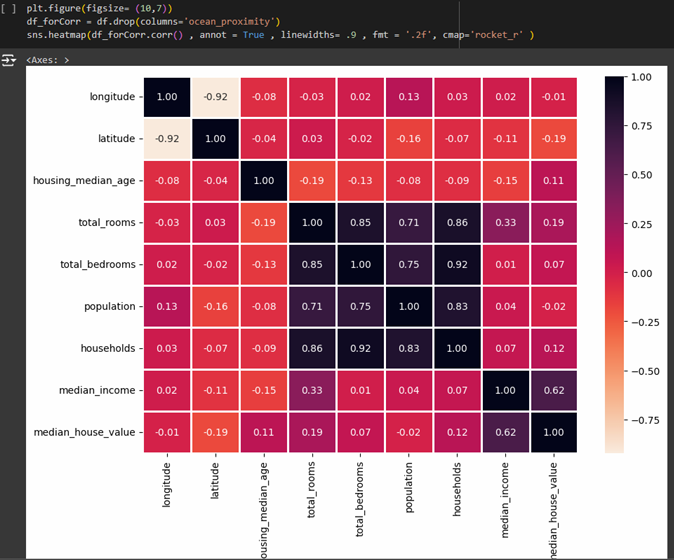 [ ] plt.figure(figsize= (10,7))
df_forCorr = df.drop(columns='ocean_proximity')
sns.heatmap(df_forCorr.corr() , annot = True , linewidths= .9 , fmt = '.2f', cmap='rocket_r' )
<Axes: >
longitude 1.00 -0.92 -0.08 -0.03 0.02 0.13 0.03 0.02 -0.01
latitude -0.92 1.00 -0.04 0.03 -0.02 -0.16 -0.07 -0.11 -0.19
housing_median_age -0.08 -0.04 1.00 -0.19 -0.13 -0.08 -0.09 -0.15 0.11
total_rooms -0.03 0.03 -0.19 1.00 0.85 0.71 0.86 0.33 0.19
total_bedrooms 0.02 -0.02 -0.13 0.85 1.00 0.75 0.92 0.01 0.07
population 0.13 -0.16 -0.08 0.71 0.75 1.00 0.83 0.04 -0.02
households 0.03 -0.07 -0.09 0.86 0.92 0.83 1.00 0.07 0.12
median_income 0.02 -0.11 -0.15 0.33 0.01 0.04 0.07 1.00 0.62
median_house_value -0.01 -0.19 0.11 0.19 0.07 -0.02 0.12 0.62 1.00
longitude
latitude
ousing_median_age
total_rooms
total_bedrooms
population
households
median_income
nedian_house_value
1.00
0.75
0.50
0.25
0.00
−0.25
−0.50
−0.75